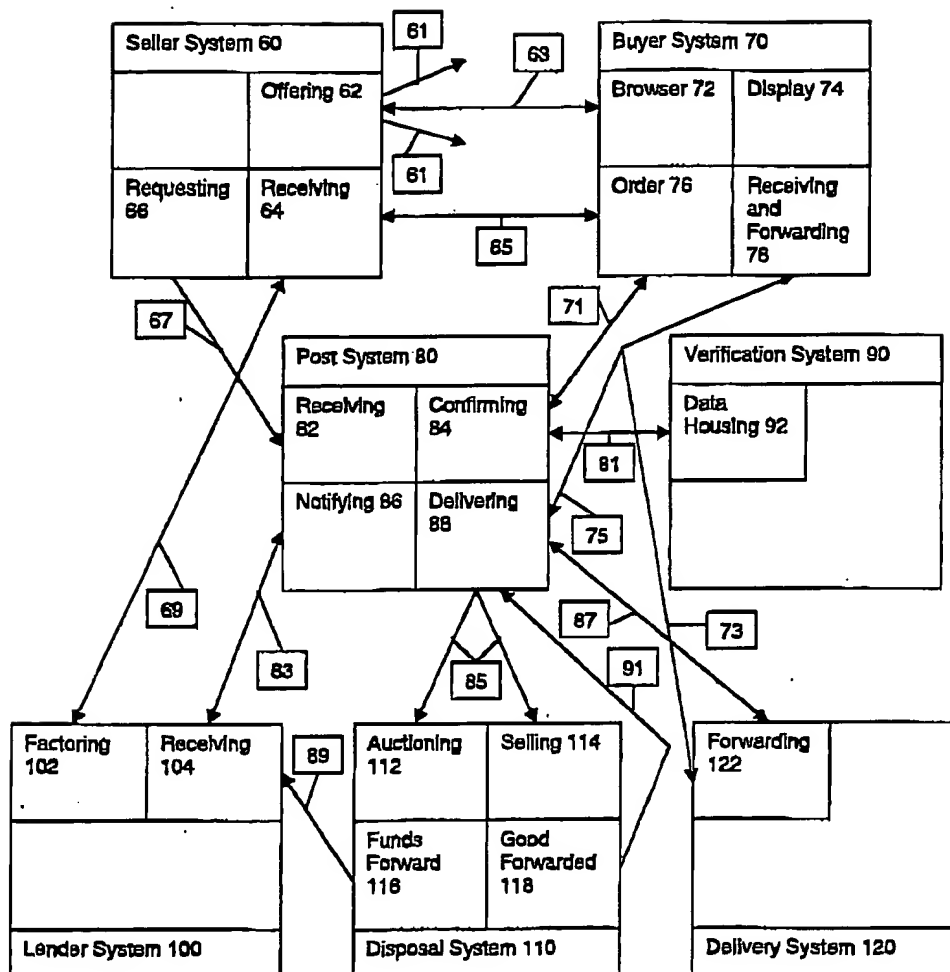 Seller System 60
Offering 62
Requesting
66
Receiving
64
61
63
61
65
Buyer System 70
Browser 72
Display 74
Order 76
Receiving
and
Forwarding
78
67
71
Post System 80
Receiving
82
Confirming
84
Notifying 86
Delivering
88
Verification System 90
Data
Housing 92
81
75
69
83
85
87
91
73
89
Factoring
102
Receiving
104
Lender System 100
Auctioning
112
Selling 114
Funds
Forward
116
Good
Forwarded
118
Disposal System 110
Forwarding
122
Delivery System 120